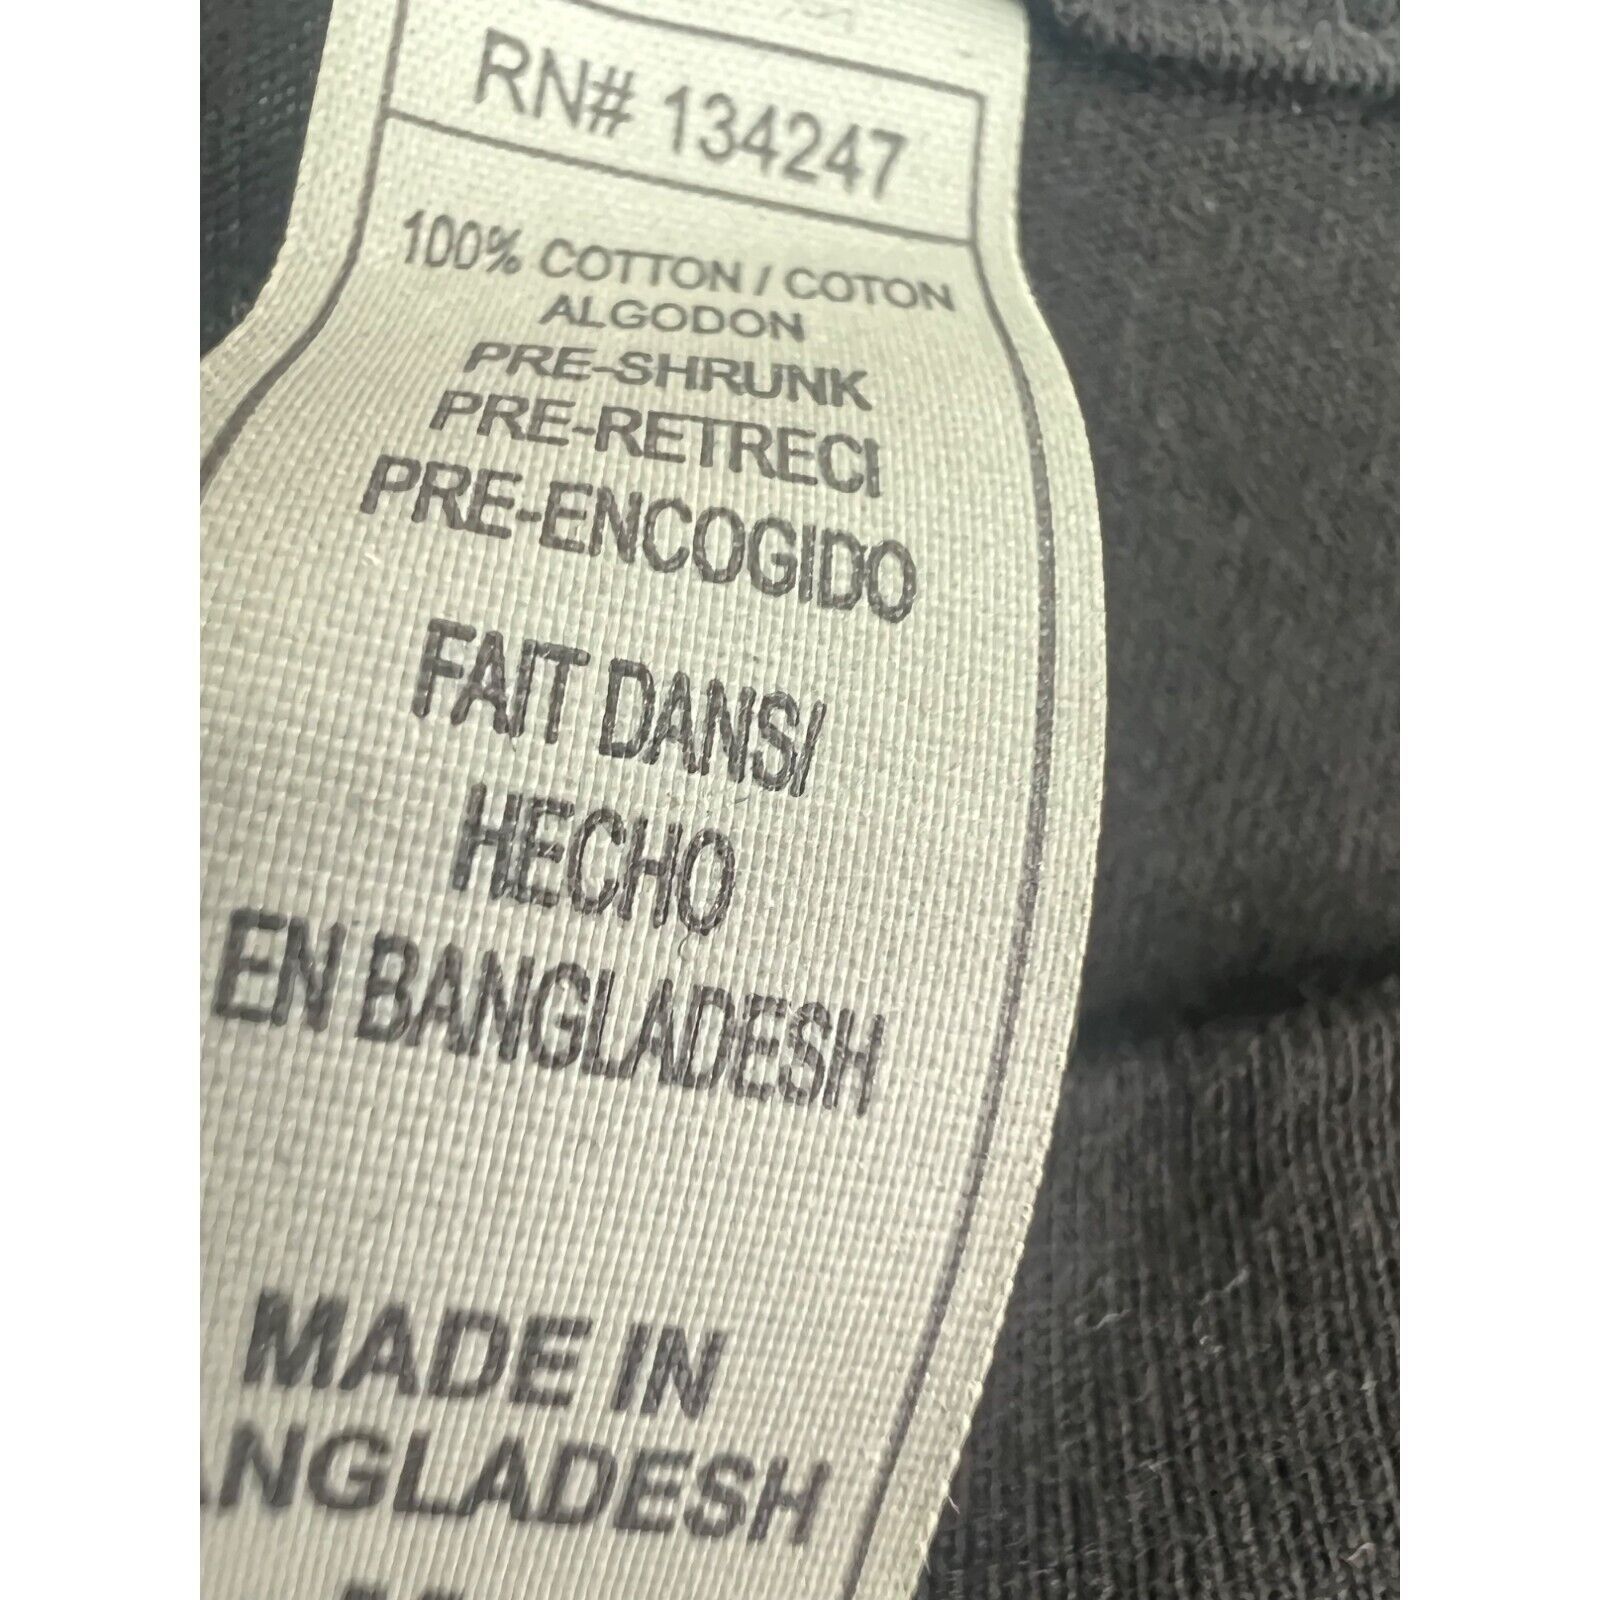 RN# 134247
100% COTTON / COTON
ALGODON
PRE-SHRUNK
PRE-RETRECI
PRE-ENCOGIDO
FAIT DANS/
HECHO
EN BANGLADESH
MADE IN
ANGLADESH